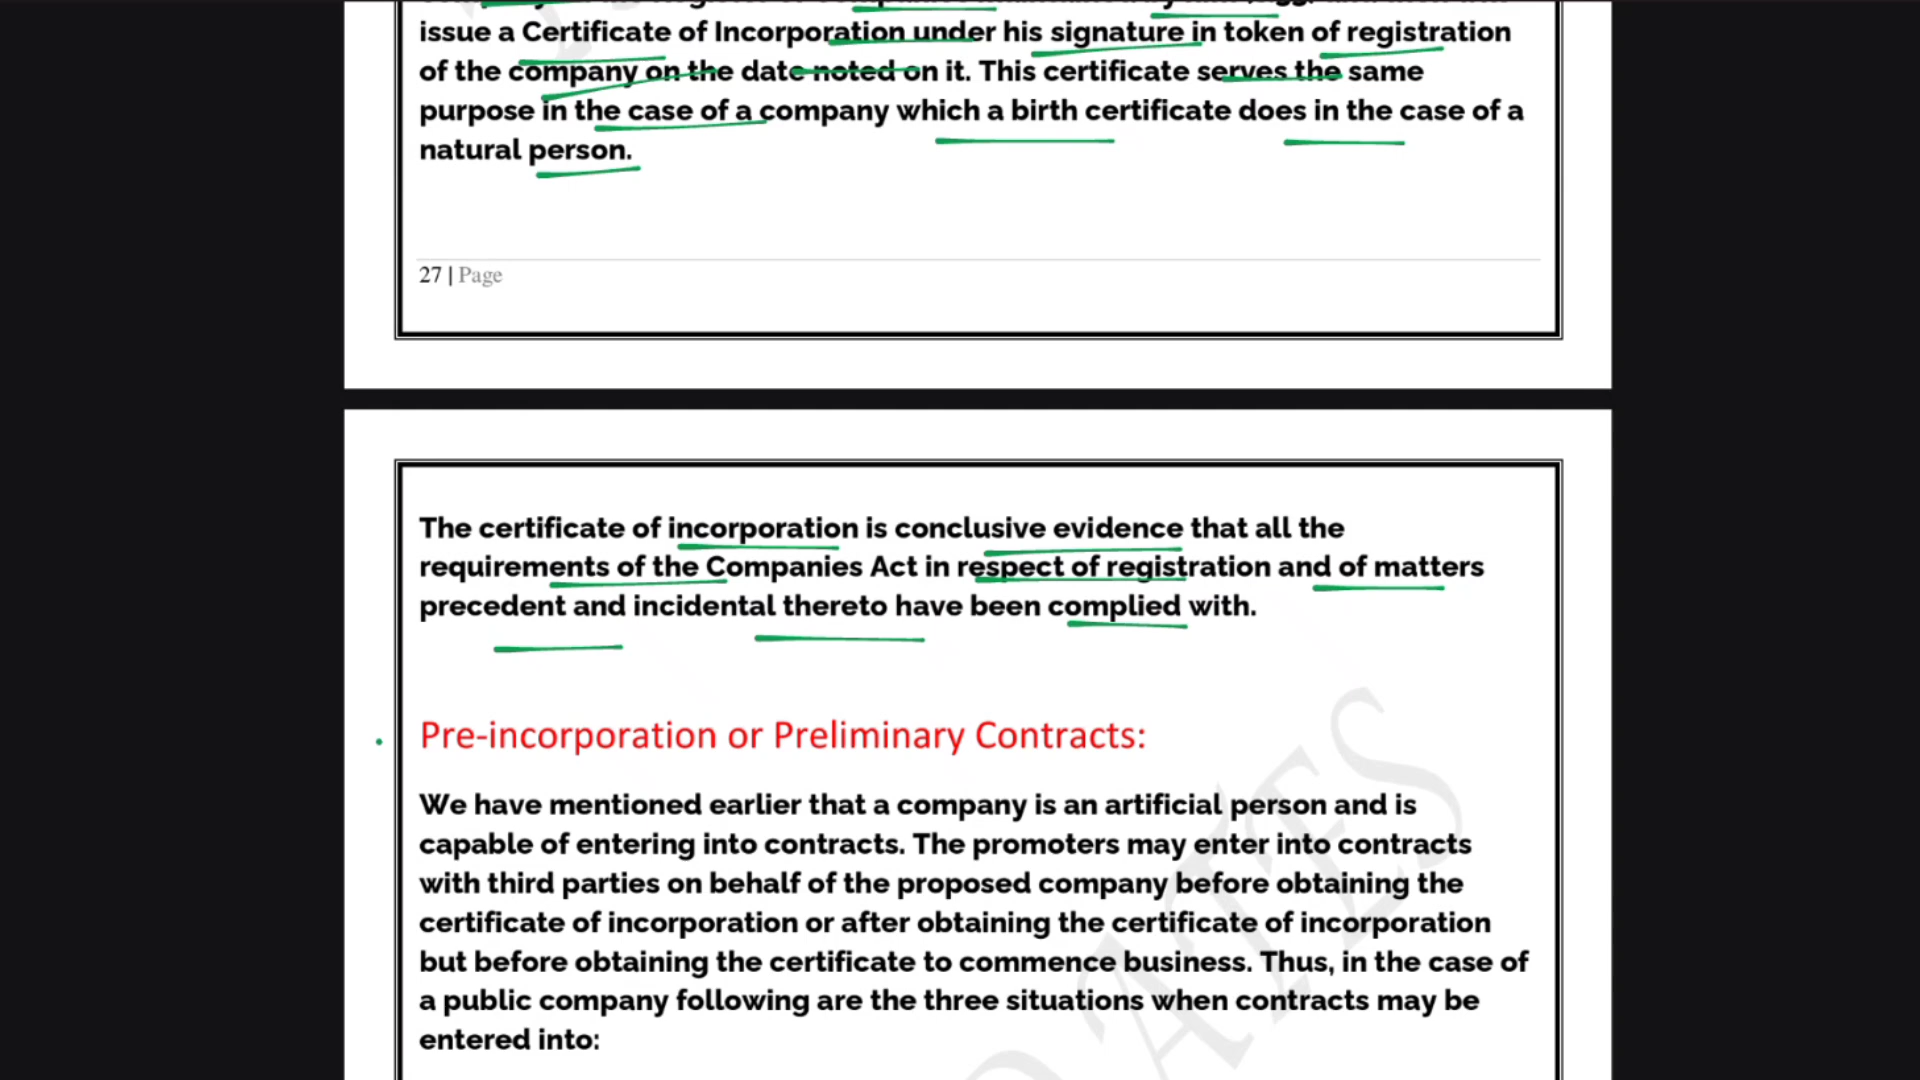 issue a Certificate of Incorporation under his signature in token of registration
of the company on the date noted on it. This certificate serves the same
purpose in the case of a company which a birth certificate does in the case of a
natural person.
27 | Page
The certificate of incorporation is conclusive evidence that all the
requirements of the Companies Act in respect of registration and of matters
precedent and incidental thereto have been complied with.
Pre-incorporation or Preliminary Contracts:
We have mentioned earlier that a company is an artificial person and is
capable of entering into contracts. The promoters may enter into contracts
with third parties on behalf of the proposed company before obtaining the
certificate of incorporation or after obtaining the certificate of incorporation
but before obtaining the certificate to commence business. Thus, in the case of
a public company following are the three situations when contracts may be
entered into: